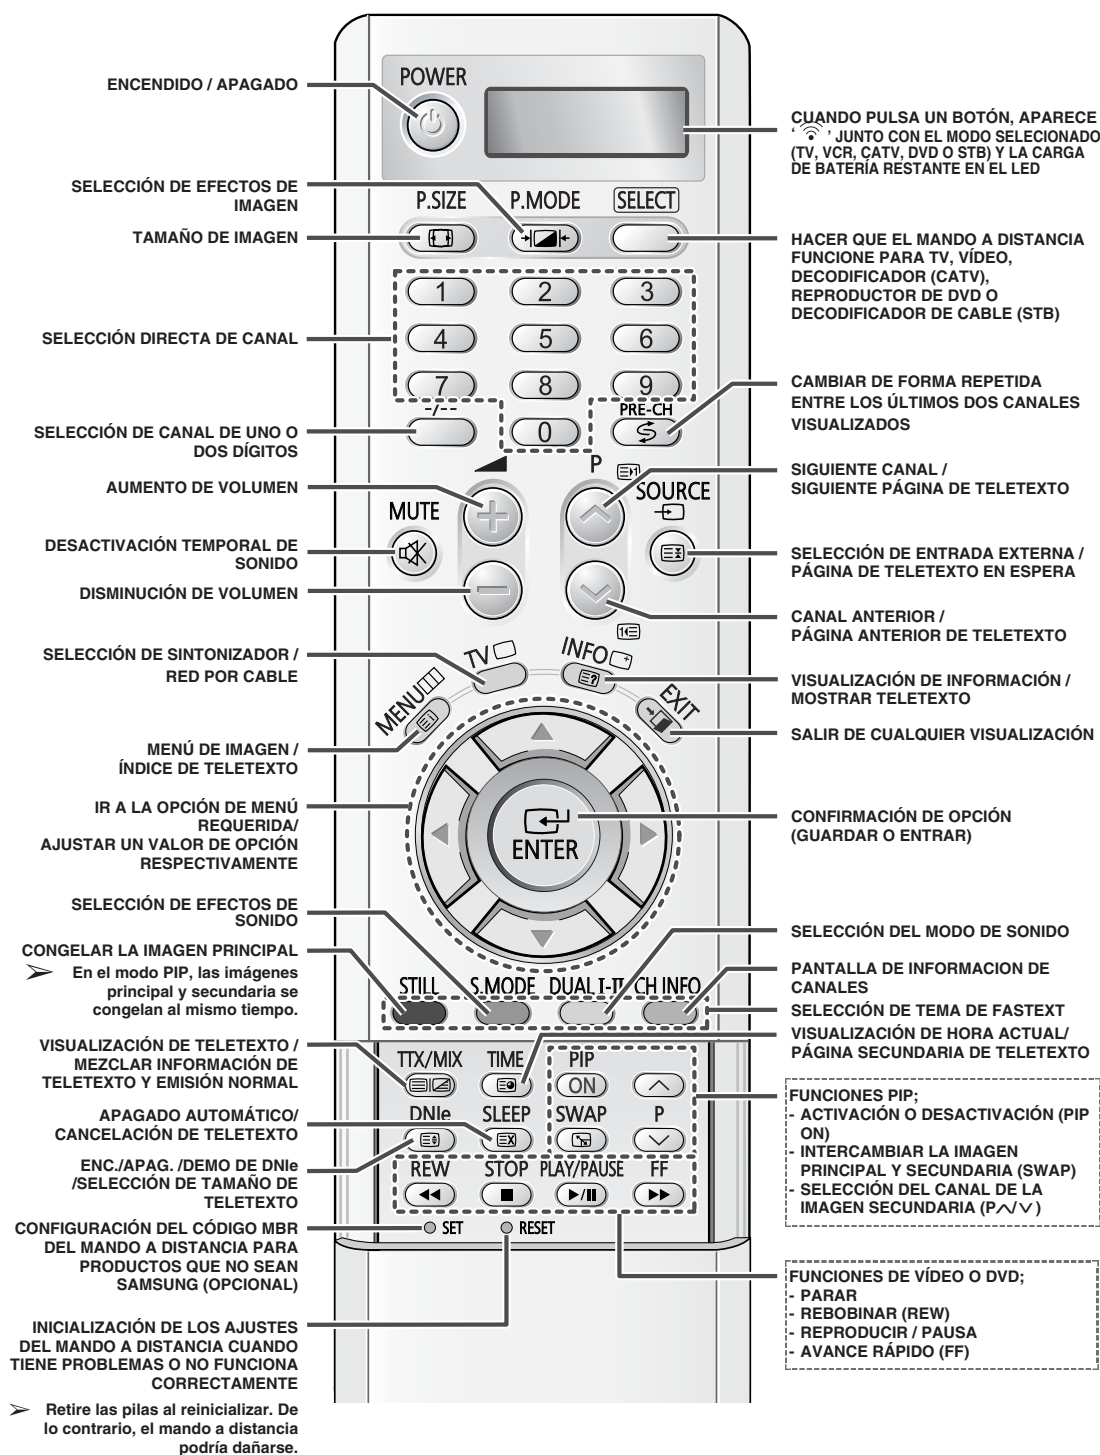 ENCENDIDO / APAGADO
SELECCIÓN DE EFECTOS DE
IMAGEN
TAMAÑO DE IMAGEN
SELECCIÓN DIRECTA DE CANAL
SELECCIÓN DE CANAL DE UNO O
DOS DÍGITOS
AUMENTO DE VOLUMEN
DESACTIVACIÓN TEMPORAL DE
SONIDO
DISMINUCIÓN DE VOLUMEN
SELECCIÓN DE SINTONIZADOR /
RED POR CABLE
MENÚ DE IMAGEN /
ÍNDICE DE TELETEXTO
IR A LA OPCIÓN DE MENÚ
REQUERIDA/
AJUSTAR UN VALOR DE OPCIÓN
RESPECTIVAMENTE
SELECCIÓN DE EFECTOS DE
SONIDO
CONGELAR LA IMAGEN PRINCIPAL
➢ En el modo PIP, las imágenes
principal y secundaria se
congelan al mismo tiempo.
VISUALIZACIÓN DE TELETEXTO /
MEZCLAR INFORMACIÓN DE
TELETEXTO Y EMISIÓN NORMAL
APAGADO AUTOMÁTICO/
CANCELACIÓN DE TELETEXTO
ENC./APAG. /DEMO DE DNIe
/SELECCIÓN DE TAMAÑO DE
TELETEXTO
CONFIGURACIÓN DEL CÓDIGO MBR
DEL MANDO A DISTANCIA PARA
PRODUCTOS QUE NO SEAN
SAMSUNG (OPCIONAL)
INICIALIZACIÓN DE LOS AJUSTES
DEL MANDO A DISTANCIA CUANDO
TIENE PROBLEMAS O NO FUNCIONA
CORRECTAMENTE
➢ Retire las pilas al reinicializar. De
lo contrario, el mando a distancia
podría dañarse.
POWER
P.SIZE P.MODE SELECT
1 2 3
4 5 6
7 8 9
-/-- 0 PRE-CH
P
MUTE SOURCE
MENU TV INFO EXIT
ENTER
STILL S.MODE DUAL I-II CH INFO
TTX/MIX TIME PIP
ON
DNIe SLEEP SWAP P
REW STOP PLAY/PAUSE FF
SET RESET
CUANDO PULSA UN BOTÓN, APARECE
‘ ’ JUNTO CON EL MODO SELECIONADO
(TV, VCR, CATV, DVD O STB) Y LA CARGA
DE BATERÍA RESTANTE EN EL LED
HACER QUE EL MANDO A DISTANCIA
FUNCIONE PARA TV, VÍDEO,
DECODIFICADOR (CATV),
REPRODUCTOR DE DVD O
DECODIFICADOR DE CABLE (STB)
CAMBIAR DE FORMA REPETIDA
ENTRE LOS ÚLTIMOS DOS CANALES
VISUALIZADOS
SIGUIENTE CANAL /
SIGUIENTE PÁGINA DE TELETEXTO
SELECCIÓN DE ENTRADA EXTERNA /
PÁGINA DE TELETEXTO EN ESPERA
CANAL ANTERIOR /
PÁGINA ANTERIOR DE TELETEXTO
VISUALIZACIÓN DE INFORMACIÓN /
MOSTRAR TELETEXTO
SALIR DE CUALQUIER VISUALIZACIÓN
CONFIRMACIÓN DE OPCIÓN
(GUARDAR O ENTRAR)
SELECCIÓN DEL MODO DE SONIDO
PANTALLA DE INFORMACION DE
CANALES
SELECCIÓN DE TEMA DE FASTEXT
VISUALIZACIÓN DE HORA ACTUAL/
PÁGINA SECUNDARIA DE TELETEXTO
FUNCIONES PIP;
- ACTIVACIÓN O DESACTIVACIÓN (PIP
ON)
- INTERCAMBIAR LA IMAGEN
PRINCIPAL Y SECUNDARIA (SWAP)
- SELECCIÓN DEL CANAL DE LA
IMAGEN SECUNDARIA (P︿/﹀)
FUNCIONES DE VÍDEO O DVD;
- PARAR
- REBOBINAR (REW)
- REPRODUCIR / PAUSA
- AVANCE RÁPIDO (FF)